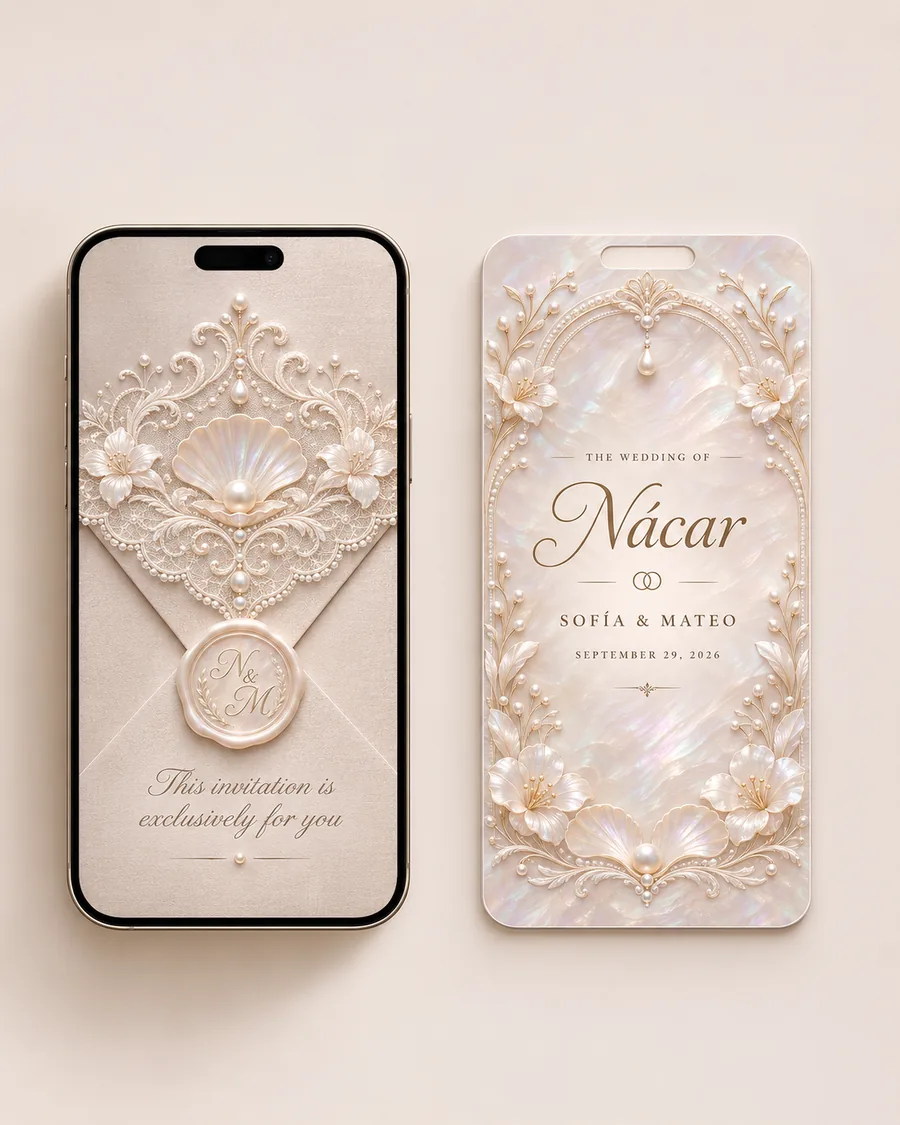 N&M
This invitation is
exclusively for you
THE WEDDING OF
Nácar
SOFÍA & MATEO
SEPTEMBER 29, 2026